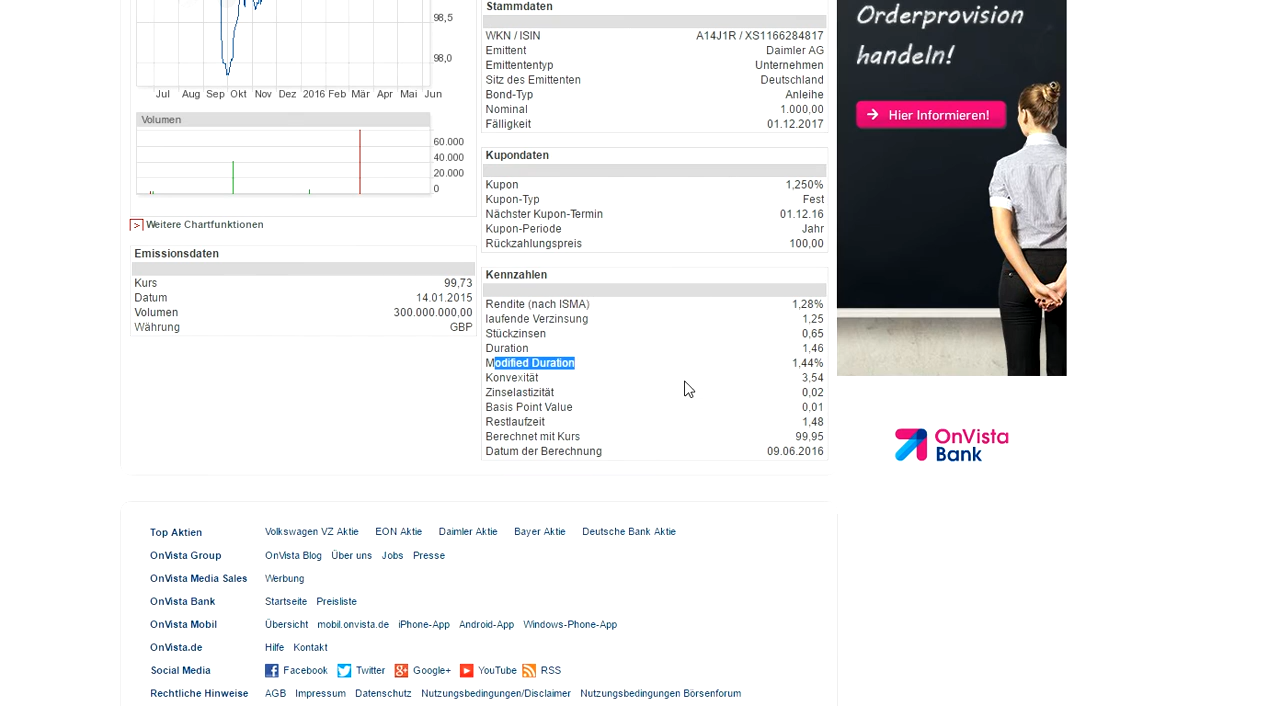 98,5
98,0
Jul Aug Sep Okt Nov Dez 2016 Feb Mär Apr Mai Jun
Volumen
60.000
40.000
20.000
0
> Weitere Chartfunktionen
Emissionsdaten
Kurs 99,73
Datum 14.01.2015
Volumen 300.000.000,00
Währung GBP
Stammdaten
WKN / ISIN A14J1R / XS1166284817
Emittent Daimler AG
Emittententyp Unternehmen
Sitz des Emittenten Deutschland
Bond-Typ Anleihe
Nominal 1.000,00
Fälligkeit 01.12.2017
Kupondaten
Kupon 1,250%
Kupon-Typ Fest
Nächster Kupon-Termin 01.12.16
Kupon-Periode Jahr
Rückzahlungspreis 100,00
Kennzahlen
Rendite (nach ISMA) 1,28%
laufende Verzinsung 1,25
Stückzinsen 0,65
Duration 1,46
Modified Duration 1,44%
Konvexität 3,54
Zinselastizität 0,02
Basis Point Value 0,01
Restlaufzeit 1,48
Berechnet mit Kurs 99,95
Datum der Berechnung 09.06.2016
Orderprovision
handeln!
Hier Informieren!
OnVista
Bank
Top Aktien Volkswagen VZ Aktie EON Aktie Daimler Aktie Bayer Aktie Deutsche Bank Aktie
OnVista Group OnVista Blog Über uns Jobs Presse
OnVista Media Sales Werbung
OnVista Bank Startseite Preisliste
OnVista Mobil Übersicht mobil.onvista.de iPhone-App Android-App Windows-Phone-App
OnVista.de Hilfe Kontakt
Social Media Facebook Twitter Google+ YouTube RSS
Rechtliche Hinweise AGB Impressum Datenschutz Nutzungsbedingungen/Disclaimer Nutzungsbedingungen Börsenforum